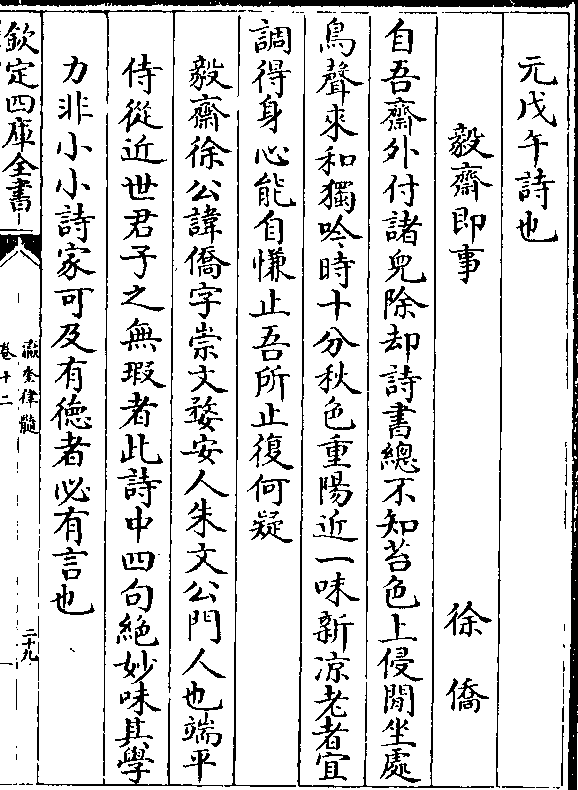 元戊午詩也
毅齋即事　徐僑
自吾齋外付諸兒除却詩書總不知苔色上侵閒坐處
鳥聲來和獨吟時十分秋色重陽近一味新凉老者宜
調得身心能自慊止吾所止復何疑
毅齋徐公諱僑字崇文婺安人朱文公門人也端平
侍從近世君子之無瑕者此詩中四句絶妙味其學
力非小小詩家可及有德者必有言也
欽定四庫全書
瀛奎律髓
卷十二
二十九